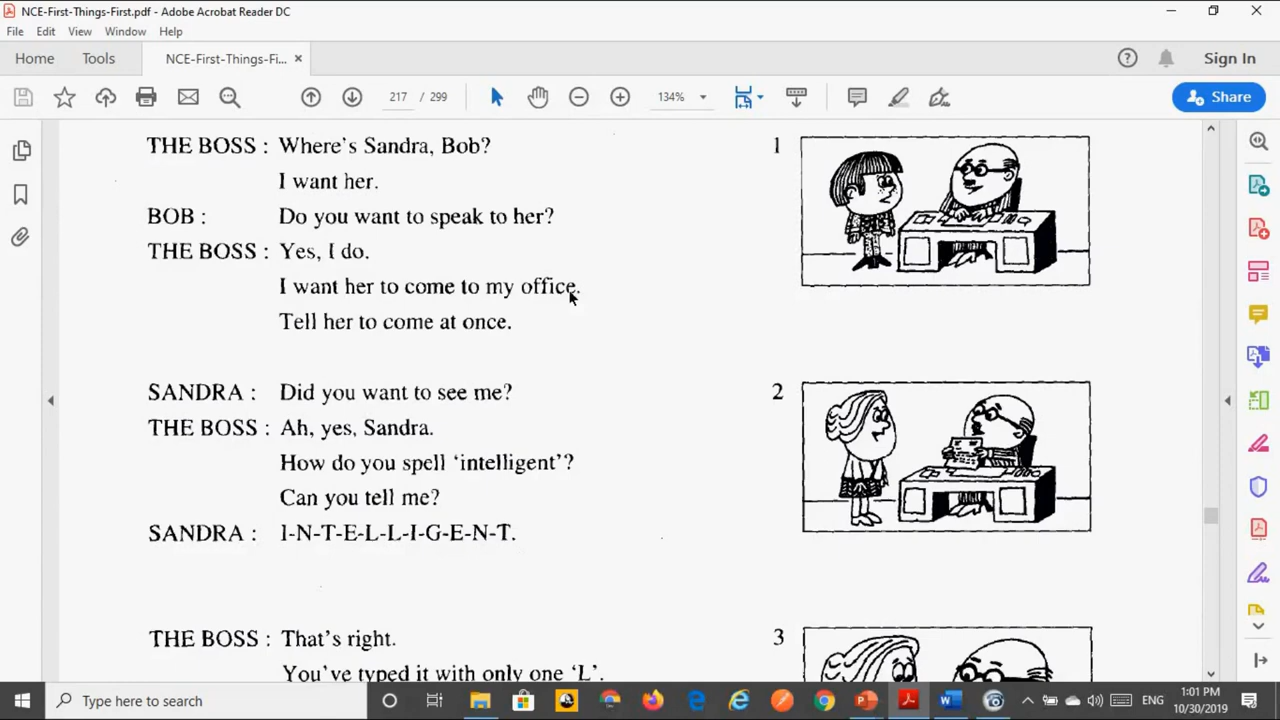 NCE-First-Things-First.pdf - Adobe Acrobat Reader DC
File Edit View Window Help
Home Tools NCE-First-Things-Fi... × Sign In
217 / 299 134% Share
THE BOSS : Where's Sandra, Bob? 1
I want her.
BOB : Do you want to speak to her?
THE BOSS : Yes, I do.
I want her to come to my office.
Tell her to come at once.
SANDRA : Did you want to see me? 2
THE BOSS : Ah, yes, Sandra.
How do you spell ‘intelligent’?
Can you tell me?
SANDRA : I-N-T-E-L-L-I-G-E-N-T.
THE BOSS : That's right. 3
You've typed it with only one ‘L’.
Type here to search ENG 1:01 PM
10/30/2019